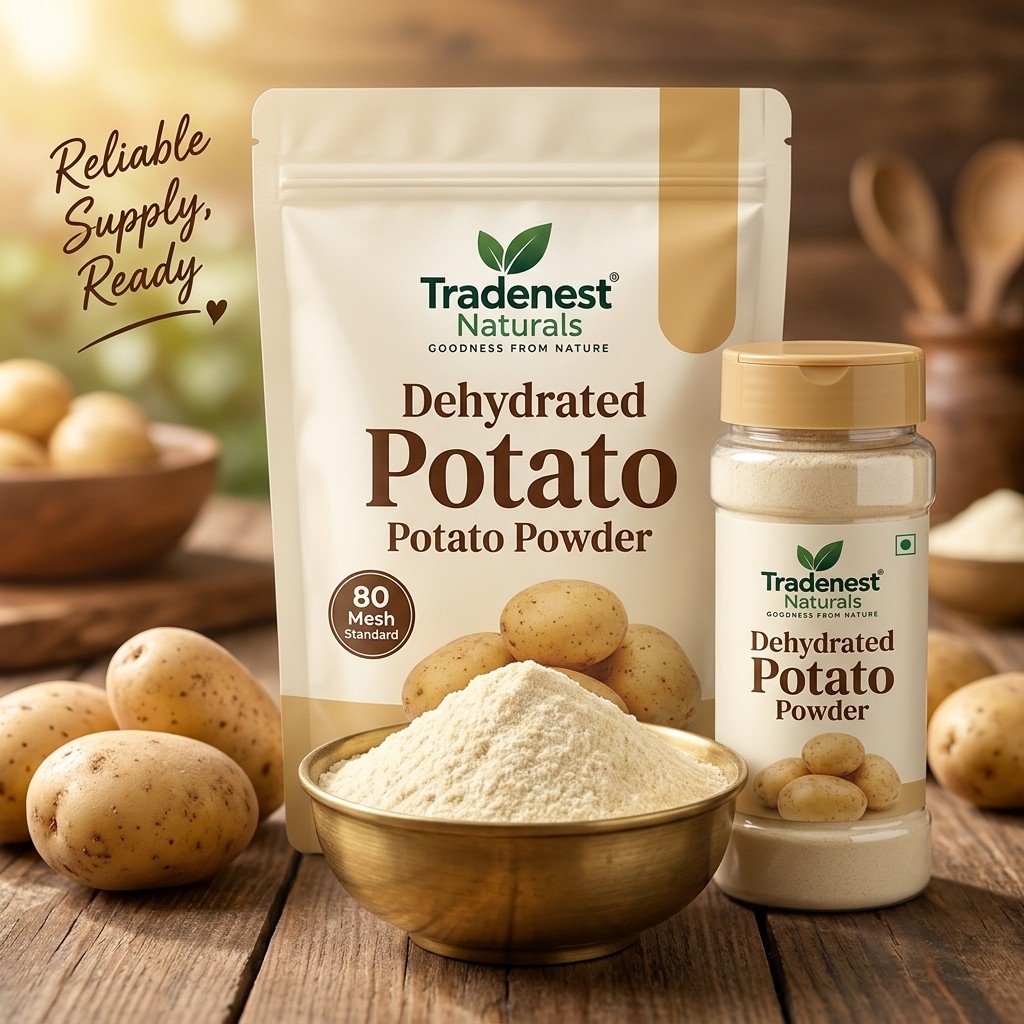 Reliable
Supply,
Ready
Tradenest®
Naturals
GOODNESS FROM NATURE
Dehydrated
Potato
Potato Powder
80
Mesh
Standard
Tradenest®
Naturals
GOODNESS FROM NATURE
Dehydrated
Potato
Powder